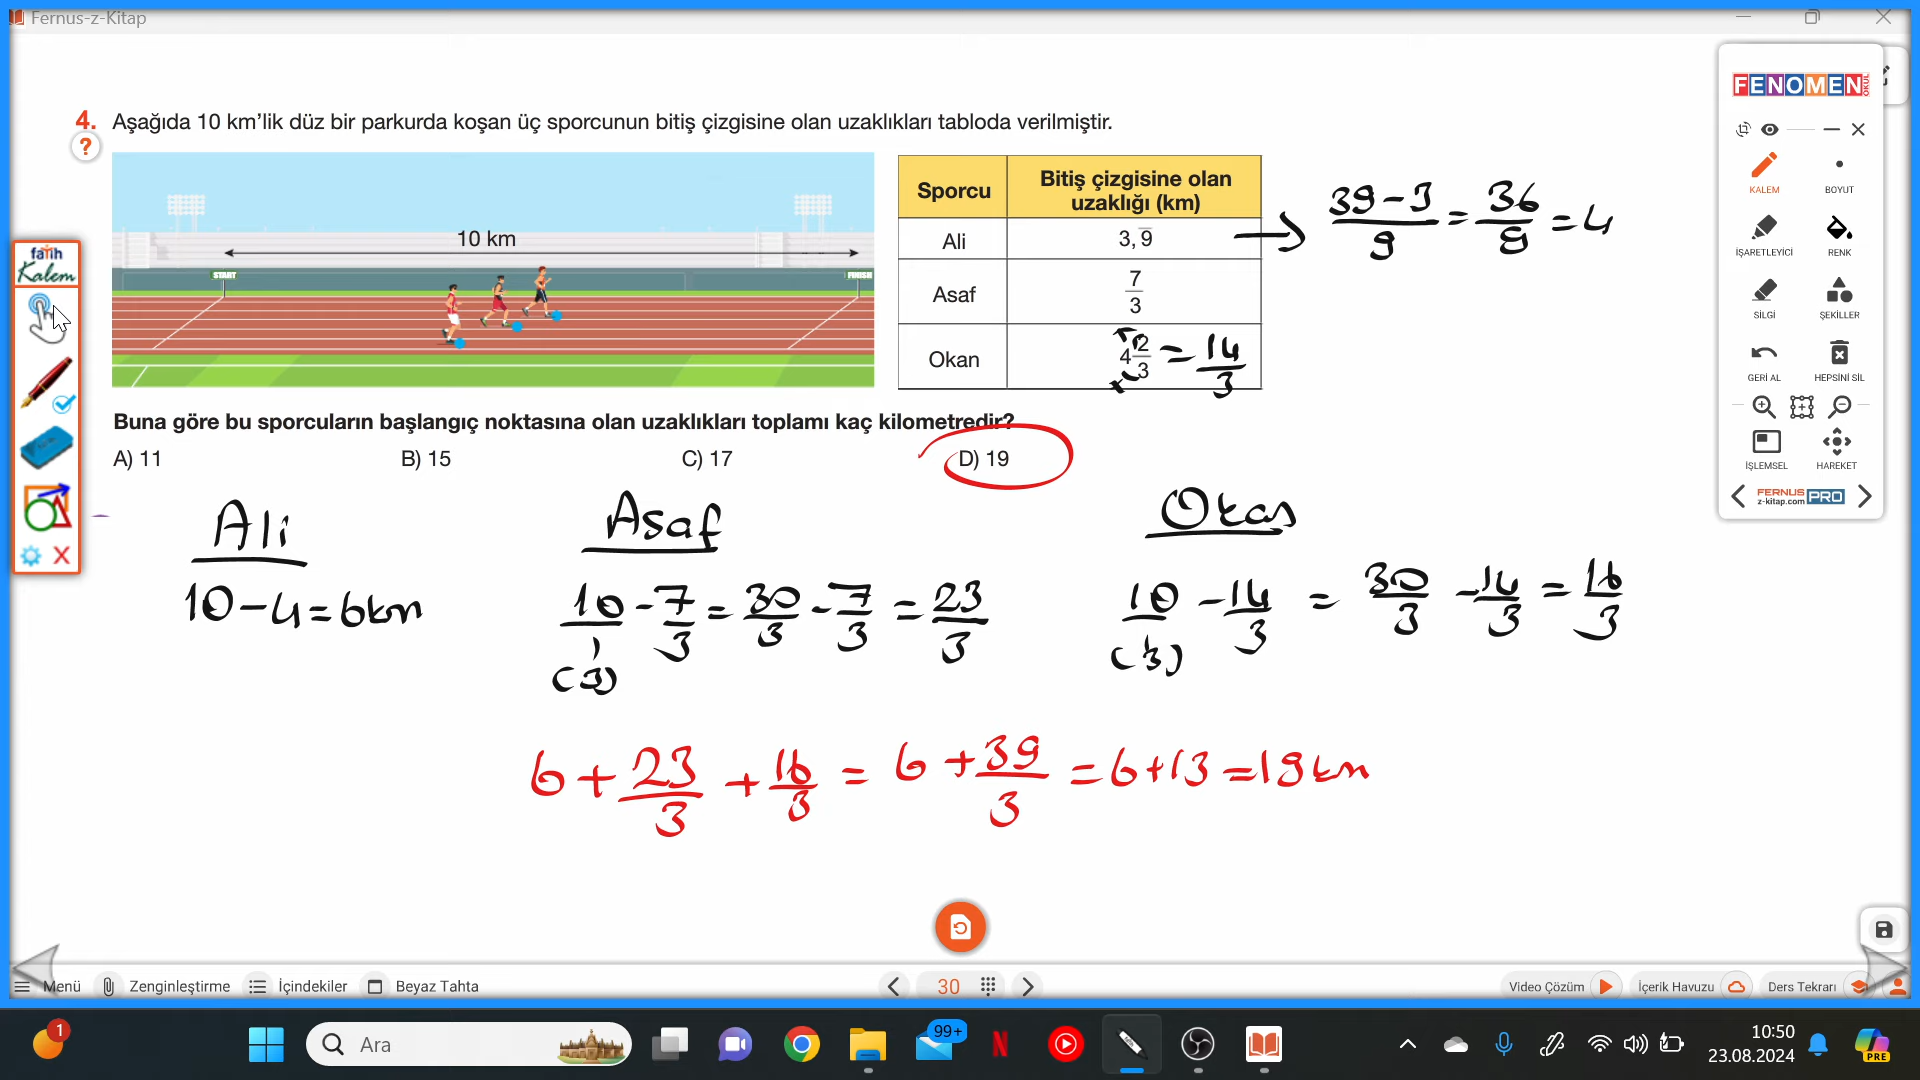 Fernus-z-Kitap
4. Aşağıda 10 km'lik düz bir parkurda koşan üç sporcunun bitiş çizgisine olan uzaklıkları tabloda verilmiştir.
?
10 km
START
FINISH
Sporcu Bitiş çizgisine olan uzaklığı (km)
Ali 3,9̅ → 39-3/9 = 36/9 = 4
Asaf 7/3
Okan 4 2/3 = 14/3
Buna göre bu sporcuların başlangıç noktasına olan uzaklıkları toplamı kaç kilometredir?
A) 11 B) 15 C) 17 D) 19
Ali
10-4=6km
Asaf
10/1 - 7/3 = 30/3 - 7/3 = 23/3
(3)
Okan
10/1 - 14/3 = 30/3 - 14/3 = 16/3
(3)
6 + 23/3 + 16/3 = 6 + 39/3 = 6+13 = 19 km
fatih
Kalem
FENOMEN
OKUL
KALEM BOYUT
İŞARETLEYİCİ RENK
SİLGİ ŞEKİLLER
GERİ AL HEPSİNİ SİL
İŞLEMSEL HAREKET
FERNUS
z-kitap.com PRO
Menü Zenginleştirme İçindekiler Beyaz Tahta
30
Video Çözüm İçerik Havuzu Ders Tekrarı
1
Ara
99+
N
10:50
23.08.2024
PRE